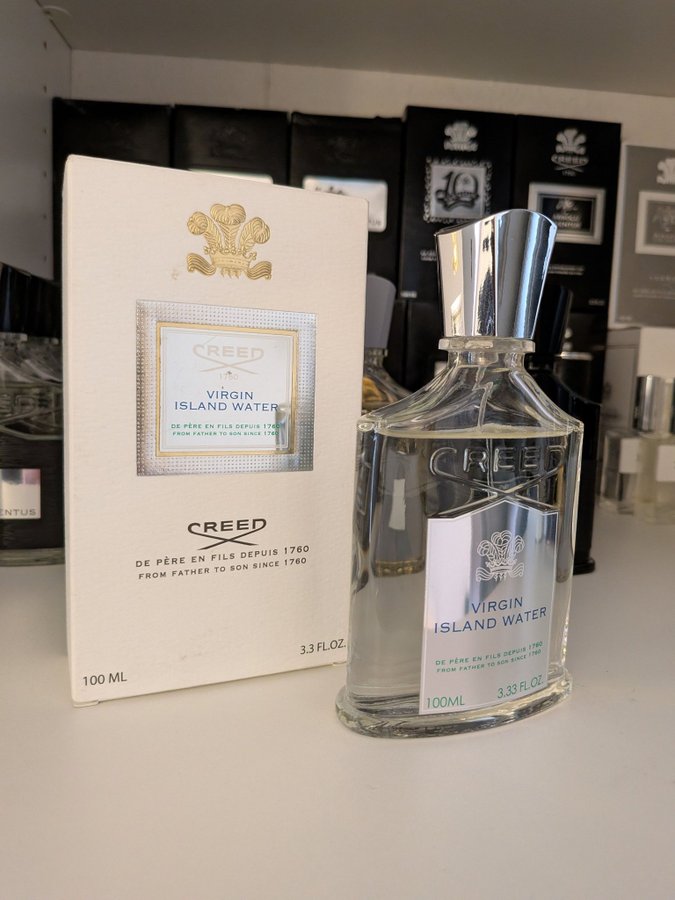 CREED
1760
VIRGIN
ISLAND WATER
DE PÈRE EN FILS DEPUIS 1760
FROM FATHER TO SON SINCE 1760
CREED
DE PÈRE EN FILS DEPUIS 1760
FROM FATHER TO SON SINCE 1760
100 ML
3.3 FL.OZ.
CREED
VIRGIN
ISLAND WATER
DE PÈRE EN FILS DEPUIS 1760
FROM FATHER TO SON SINCE 1760
100ML
3.33 FL.OZ.
CREED
1760
10
ENTUS